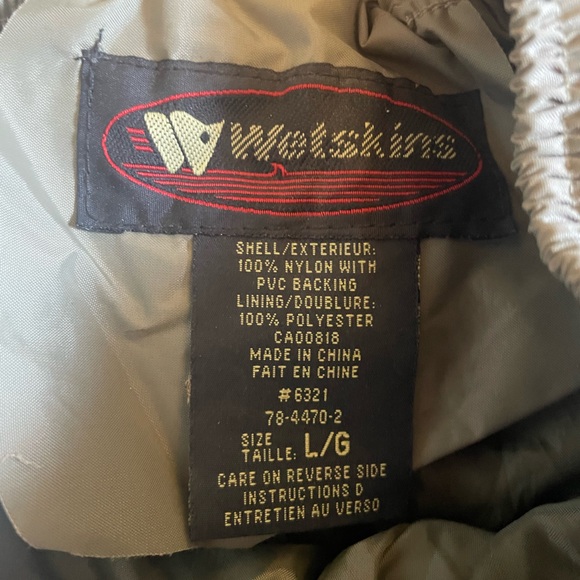 Wetskins
SHELL/EXTERIEUR:
100% NYLON WITH
PVC BACKING
LINING/DOUBLURE:
100% POLYESTER
CA00818
MADE IN CHINA
FAIT EN CHINE
#6321
78-4470-2
SIZE
TAILLE: L/G
CARE ON REVERSE SIDE
INSTRUCTIONS D
ENTRETIEN AU VERSO